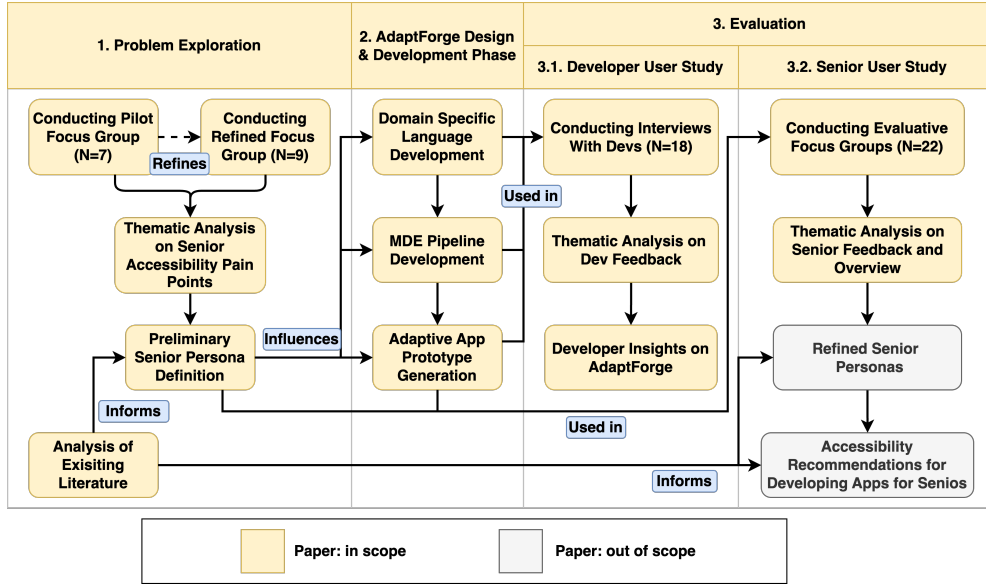 1. Problem Exploration
2. AdaptForge Design
& Development Phase
3. Evaluation
3.1. Developer User Study
3.2. Senior User Study
Conducting Pilot
Focus Group
(N=7)
Refines
Conducting
Refined Focus
Group (N=9)
Thematic Analysis
on Senior
Accessibility Pain
Points
Preliminary
Senior Persona
Definition
Influences
Informs
Analysis of
Exisiting
Literature
Domain Specific
Language
Development
MDE Pipeline
Development
Adaptive App
Prototype
Generation
Used in
Conducting Interviews
With Devs (N=18)
Thematic Analysis on
Dev Feedback
Developer Insights on
AdaptForge
Used in
Informs
Conducting Evaluative
Focus Groups (N=22)
Thematic Analysis on
Senior Feedback and
Overview
Refined Senior
Personas
Accessibility
Recommendations for
Developing Apps for Senios
Paper: in scope
Paper: out of scope